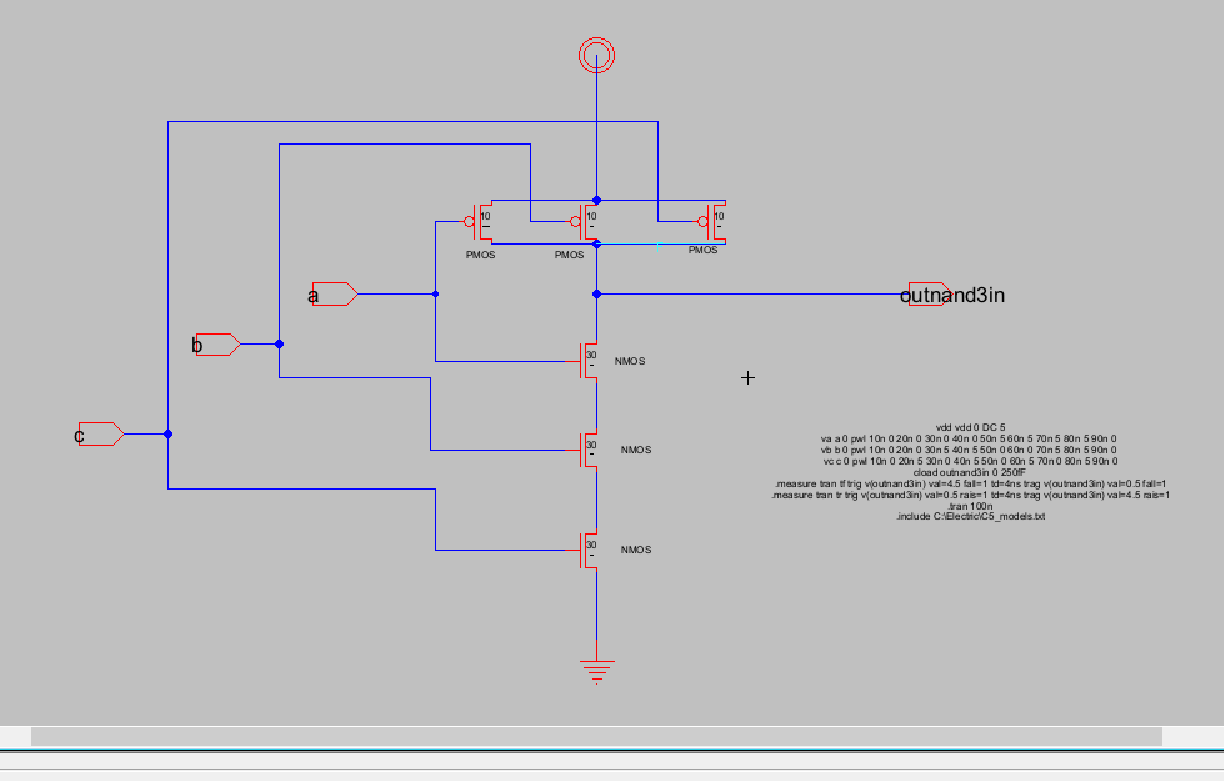 10 10 10
PMOS PMOS PMOS
a outnand3in
b
30 NMOS
c
30 NMOS
30 NMOS
vdd vdd 0 DC 5
va a 0 pwl 10n 0 20n 0 30n 0 40n 0 50n 5 60n 5 70n 5 80n 5 90n 0
vb b 0 pwl 10n 0 20n 0 30n 5 40n 5 50n 0 60n 0 70n 5 80n 5 90n 0
vc c 0 pwl 10n 0 20n 5 30n 0 40n 5 50n 0 60n 5 70n 0 80n 5 90n 0
cload outnand3in 0 250fF
.measure tran tf trig v(outnand3in) val=4.5 fall=1 td=4ns trag v(outnand3in) val=0.5 fall=1
.measure tran tr trig v(outnand3in) val=0.5 rais=1 td=4ns trag v(outnand3in) val=4.5 rais=1
.tran 100n
.include C:\Electric\C5_models.txt